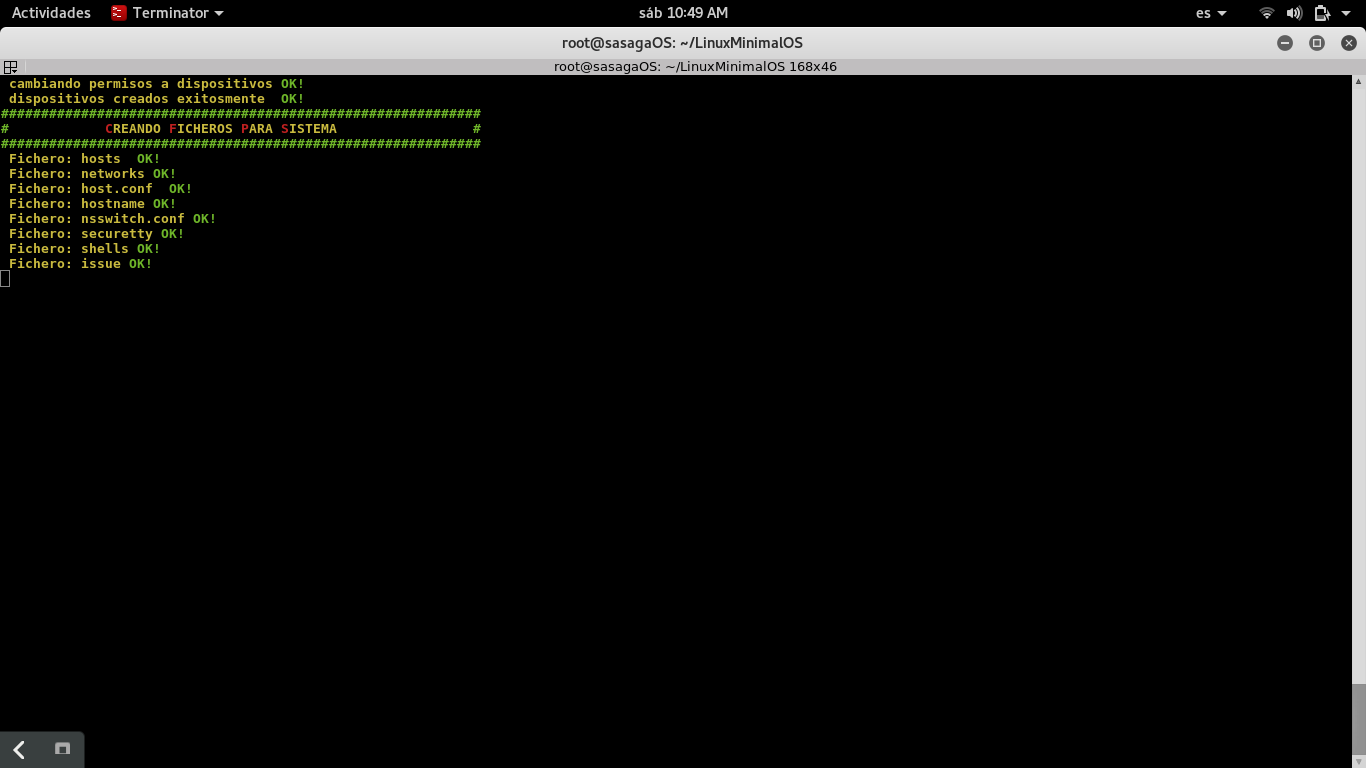 Actividades Terminator sáb 10:49 AM es
root@sasagaOS: ~/LinuxMinimalOS
root@sasagaOS: ~/LinuxMinimalOS 168x46
cambiando permisos a dispositivos OK!
dispositivos creados exitosmente  OK!
############################################################
#            CREANDO FICHEROS PARA SISTEMA                 #
############################################################
Fichero: hosts  OK!
Fichero: networks OK!
Fichero: host.conf  OK!
Fichero: hostname OK!
Fichero: nsswitch.conf OK!
Fichero: securetty OK!
Fichero: shells OK!
Fichero: issue OK!